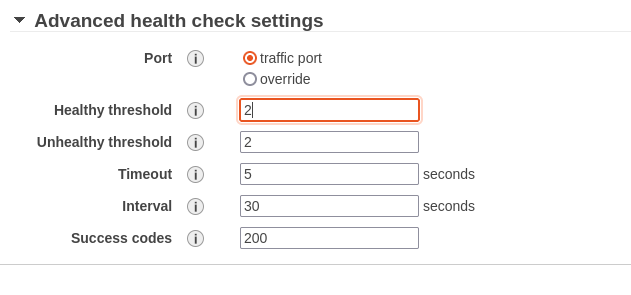 Advanced health check settings
Port i traffic port
override
Healthy threshold i 2
Unhealthy threshold i 2
Timeout i 5 seconds
Interval i 30 seconds
Success codes i 200